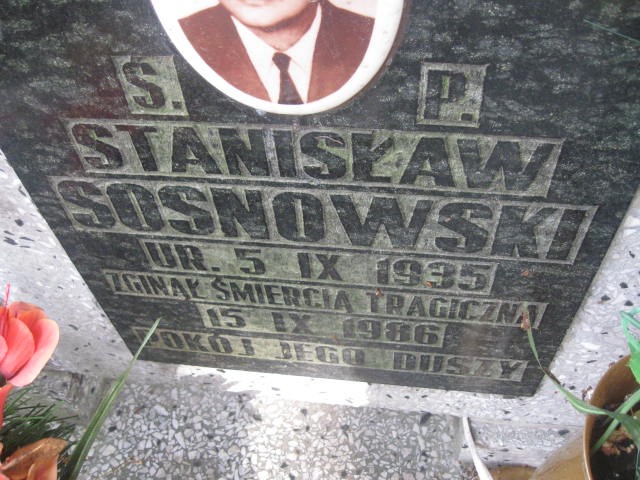 Ś. P.
STANISŁAW
SOSNOWSKI
UR. 5 IX 1935
ZGINĄŁ ŚMIERCIĄ TRAGICZNĄ
15 IX 1986
POKÓJ JEGO DUSZY